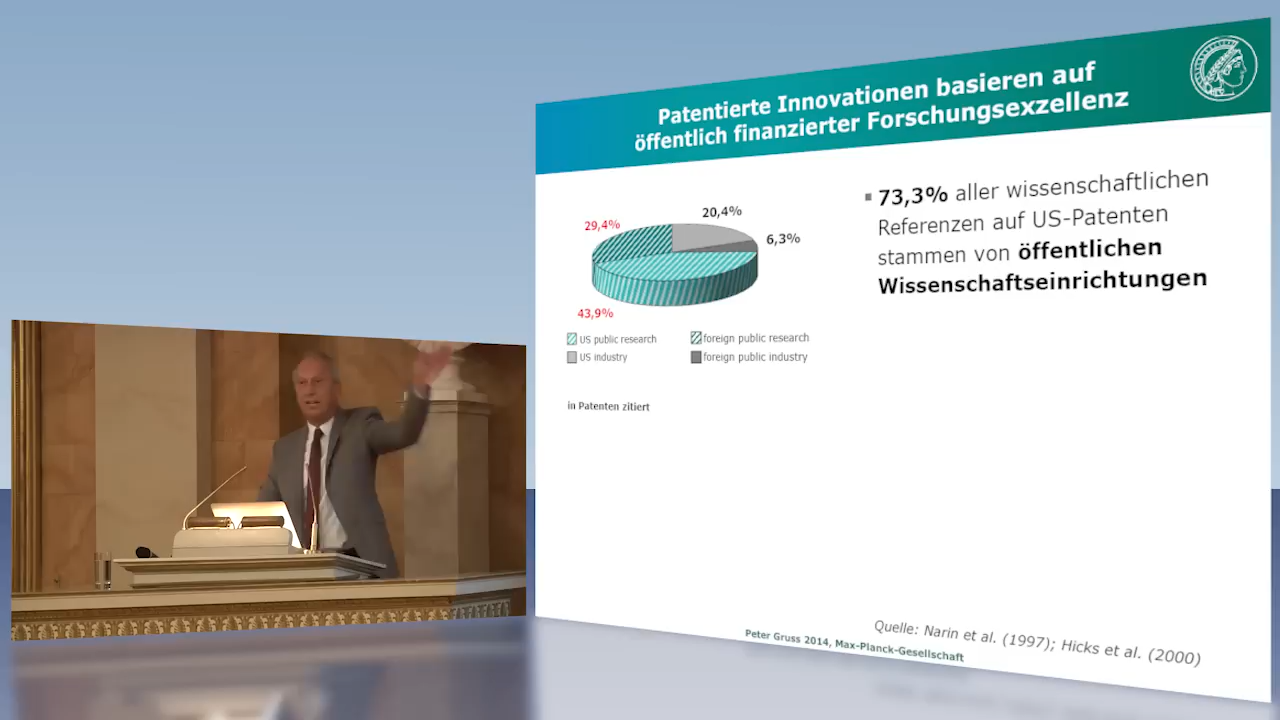 Patentierte Innovationen basieren auf
öffentlich finanzierter Forschungsexzellenz
29,4%
20,4%
6,3%
43,9%
US public research
foreign public research
US industry
foreign public industry
in Patenten zitiert
▪ 73,3% aller wissenschaftlichen
Referenzen auf US-Patenten
stammen von öffentlichen
Wissenschaftseinrichtungen
Quelle: Narin et al. (1997); Hicks et al. (2000)
Peter Gruss 2014, Max-Planck-Gesellschaft